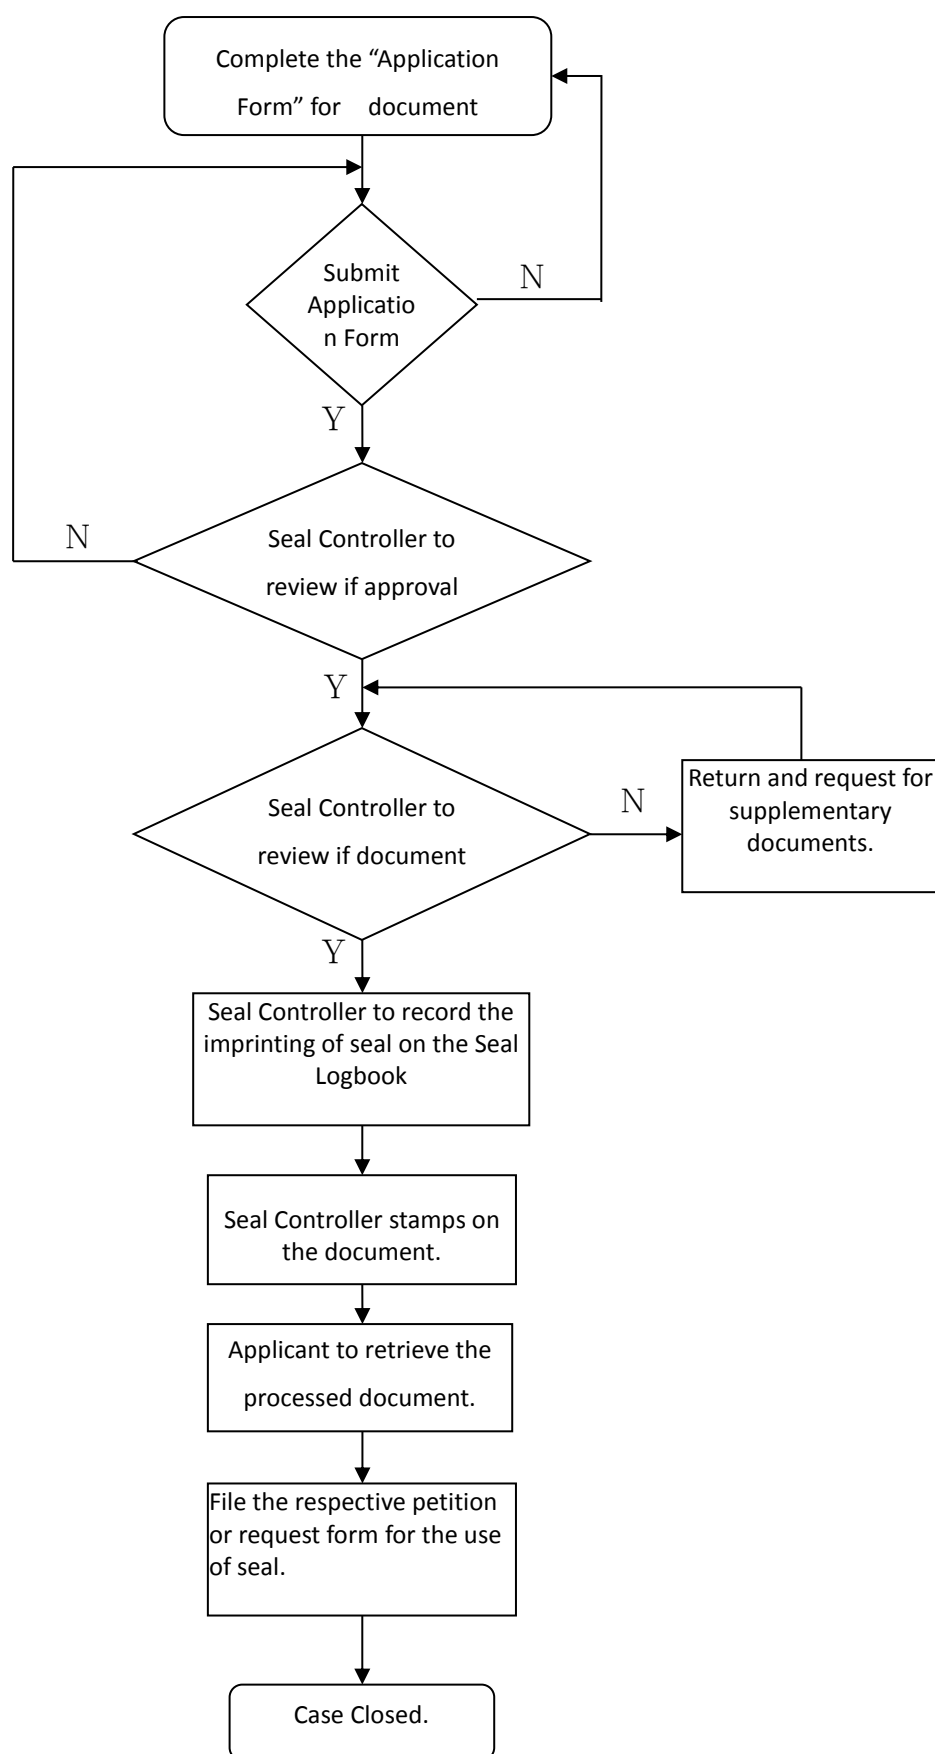 Complete the “Application
Form” for document
Submit
Applicatio
n Form
N
Y
Seal Controller to
review if approval
N
Y
Seal Controller to
review if document
N
Return and request for
supplementary
documents.
Y
Seal Controller to record the
imprinting of seal on the Seal
Logbook
Seal Controller stamps on
the document.
Applicant to retrieve the
processed document.
File the respective petition
or request form for the use
of seal.
Case Closed.